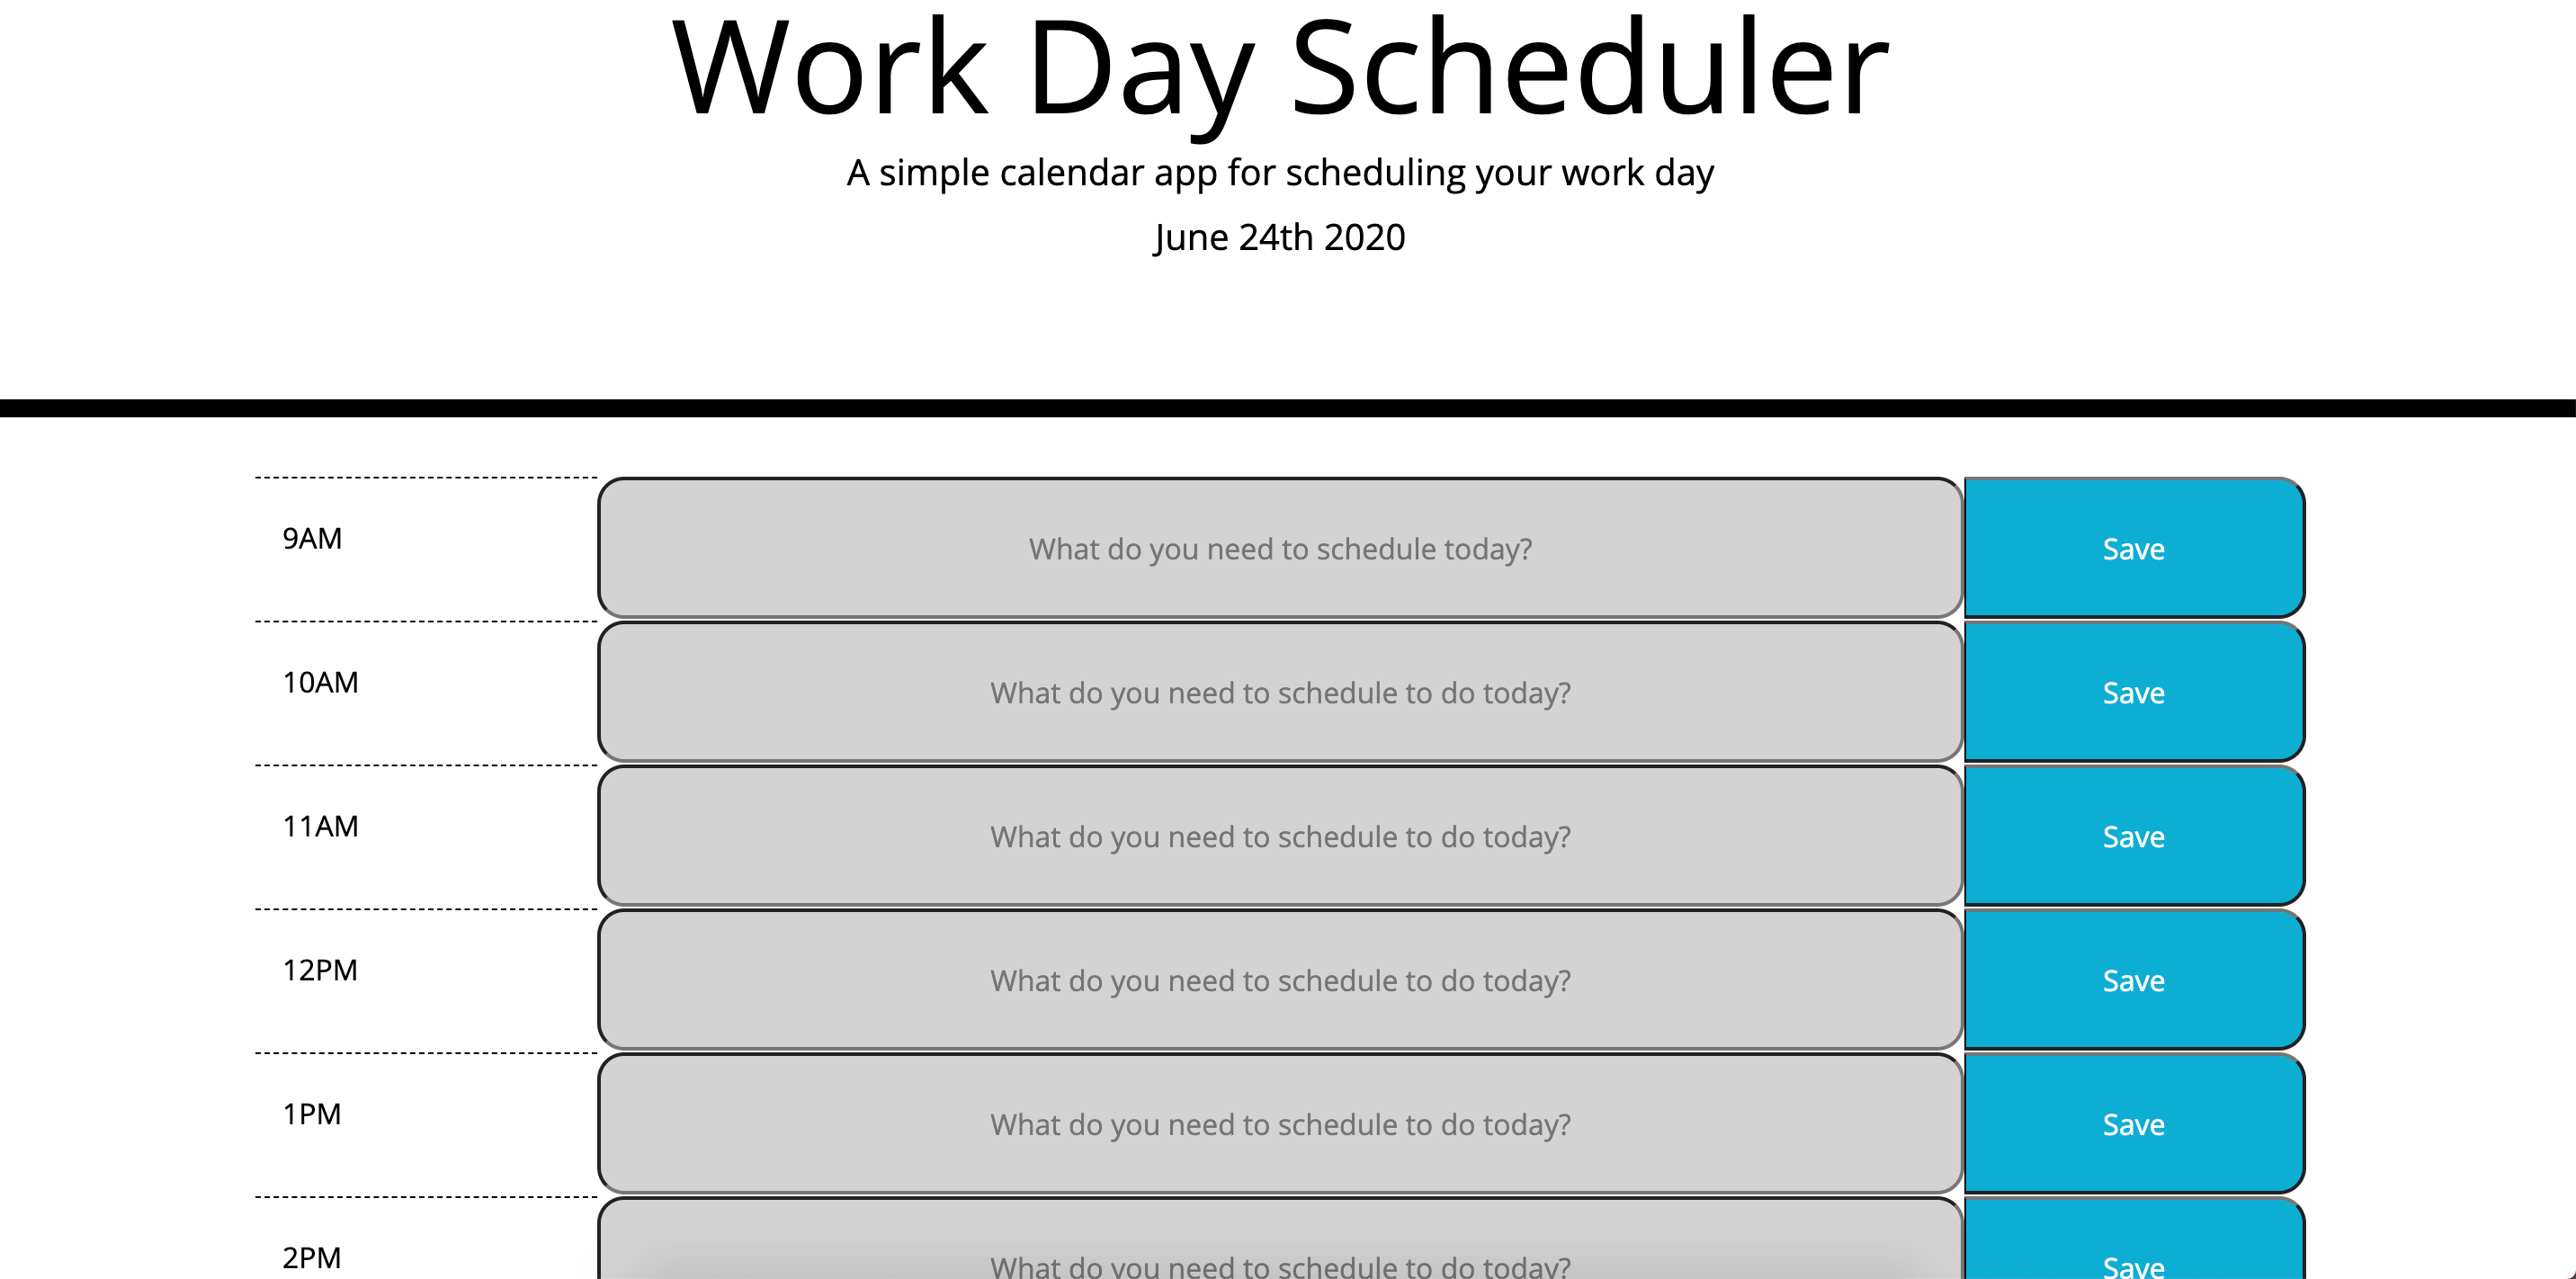 Work Day Scheduler
A simple calendar app for scheduling your work day
June 24th 2020
9AM What do you need to schedule today? Save
10AM What do you need to schedule to do today? Save
11AM What do you need to schedule to do today? Save
12PM What do you need to schedule to do today? Save
1PM What do you need to schedule to do today? Save
2PM What do you need to schedule to do today? Save